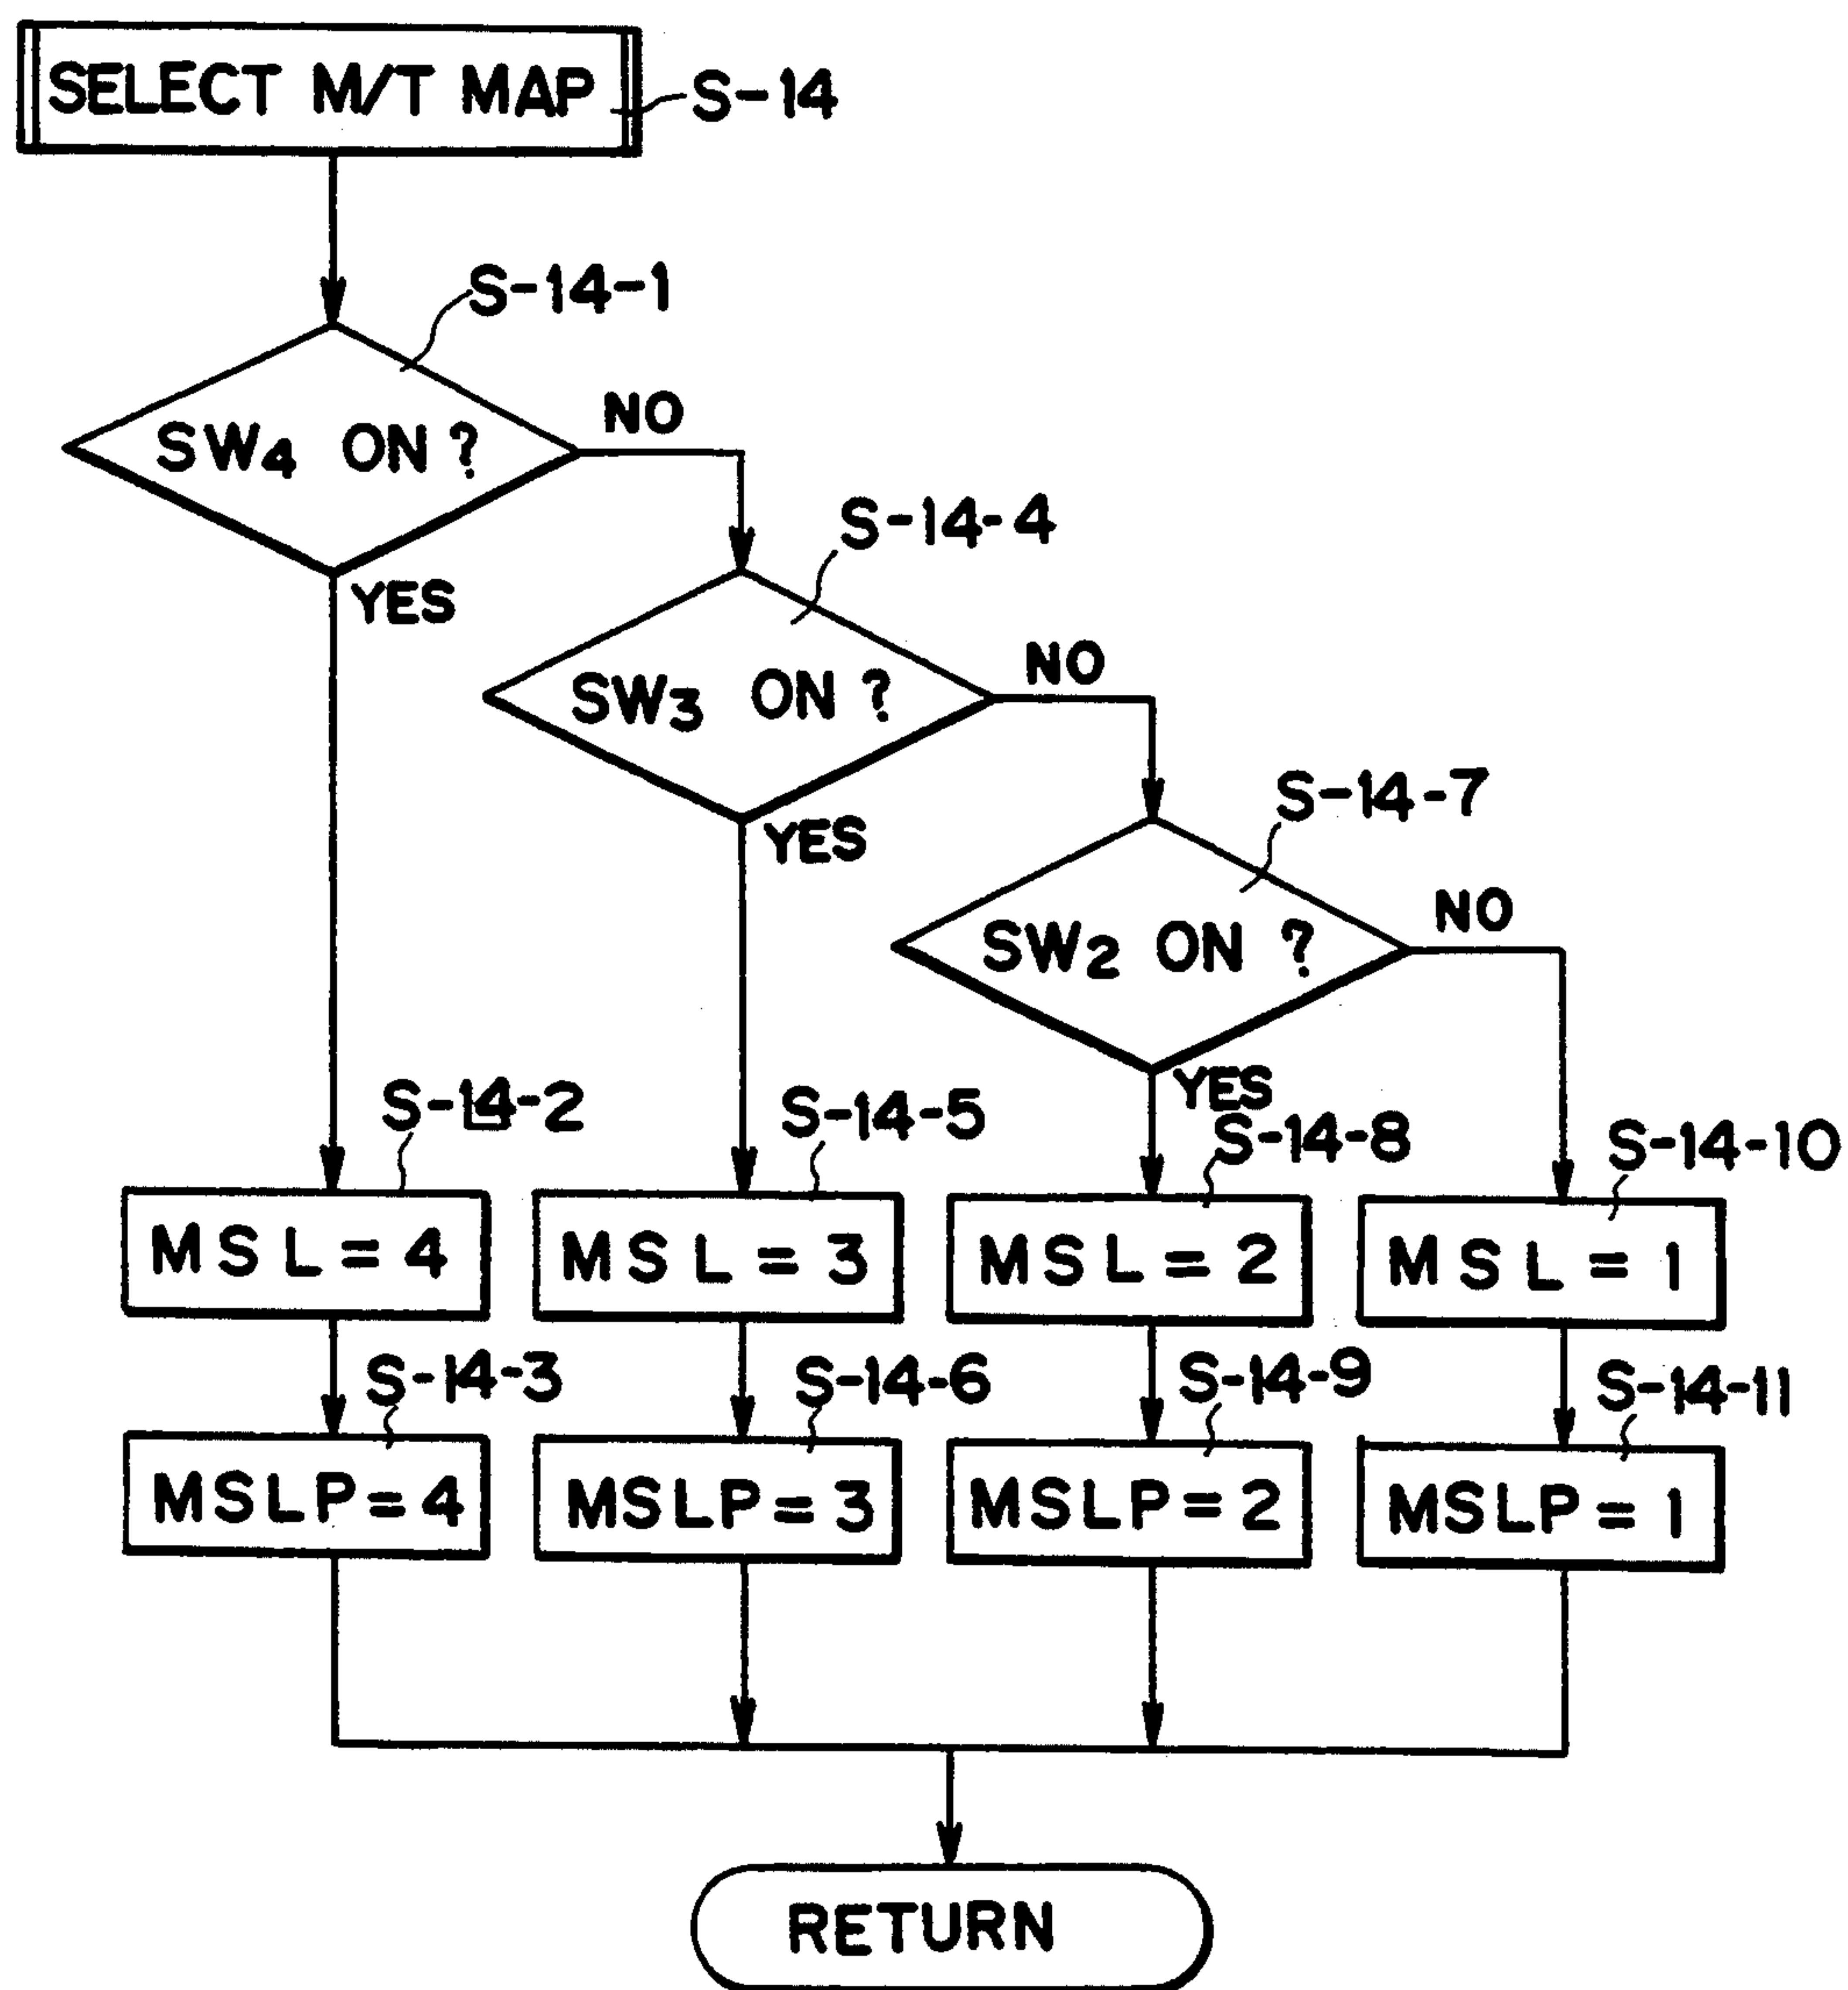 SELECT M/T MAP
S-14
S-14-1
SW4 ON ?
NO
YES
S-14-4
SW3 ON ?
NO
YES
S-14-7
SW2 ON ?
NO
YES
S-14-2
S-14-5
S-14-8
S-14-10
MSL = 4
MSL = 3
MSL = 2
MSL = 1
S-14-3
S-14-6
S-14-9
S-14-11
MSLP = 4
MSLP = 3
MSLP = 2
MSLP = 1
RETURN